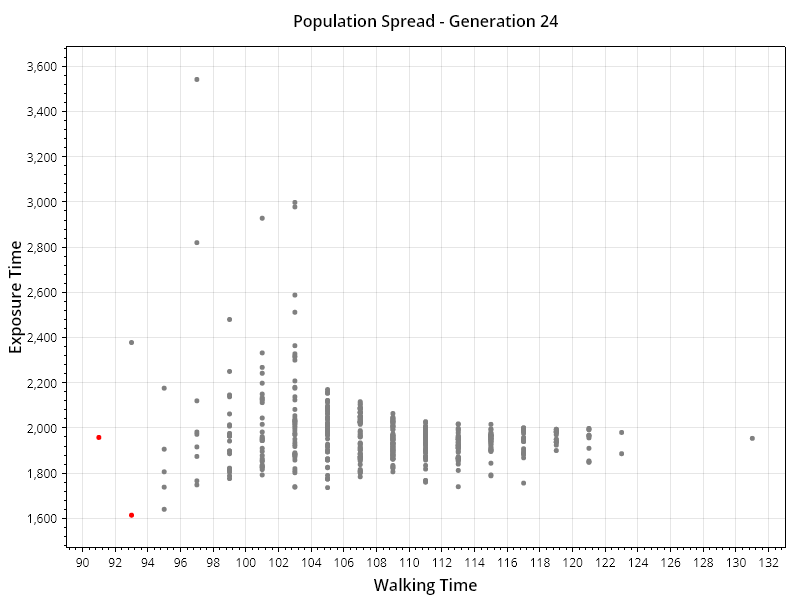 Population Spread - Generation 24
3,600
3,400
3,200
3,000
2,800
2,600
2,400
2,200
2,000
1,800
1,600
Exposure Time
90 92 94 96 98 100 102 104 106 108 110 112 114 116 118 120 122 124 126 128 130 132
Walking Time